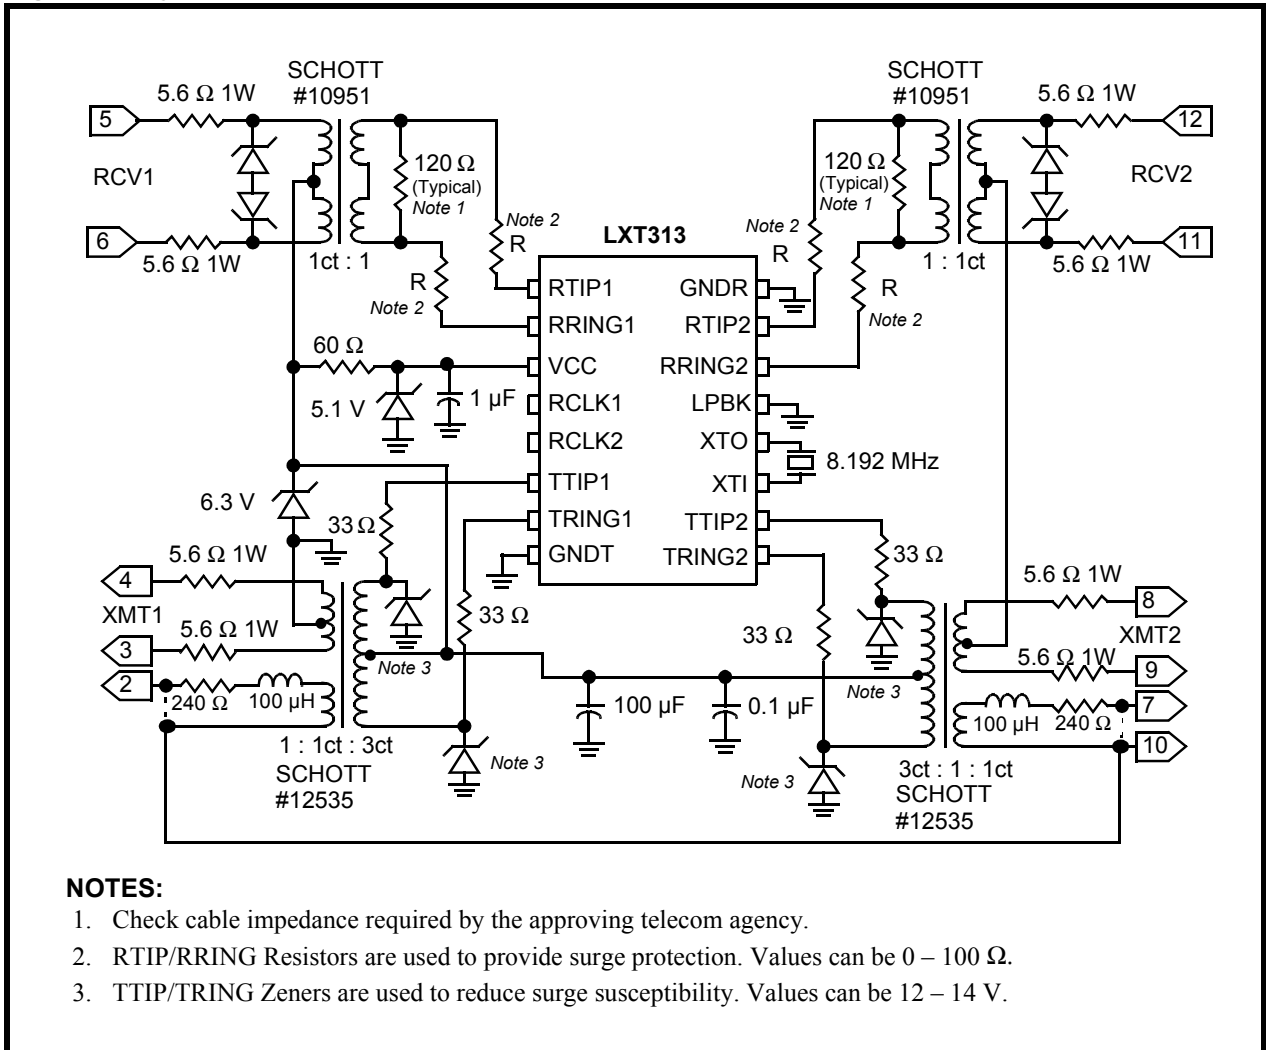 SCHOTT
#10951
SCHOTT
#10951
5.6 Ω 1W
5.6 Ω 1W
5
12
120 Ω
(Typical)
Note 1
120 Ω
(Typical)
Note 1
RCV1
RCV2
Note 2
R
Note 2
R
LXT313
6
11
5.6 Ω 1W
1ct : 1
1 : 1ct
5.6 Ω 1W
R
Note 2
R
Note 2
RTIP1
GNDR
RRING1
RTIP2
60 Ω
VCC
RRING2
5.1 V
1 µF
RCLK1
LPBK
RCLK2
XTO
8.192 MHz
TTIP1
XTI
6.3 V
33 Ω
TRING1
TTIP2
GNDT
TRING2
33 Ω
5.6 Ω 1W
5.6 Ω 1W
4
8
XMT1
33 Ω
33 Ω
XMT2
5.6 Ω 1W
5.6 Ω 1W
3
9
Note 3
Note 3
2
7
240 Ω
100 µH
100 µF
0.1 µF
100 µH
240 Ω
10
1 : 1ct : 3ct
SCHOTT
#12535
Note 3
Note 3
3ct : 1 : 1ct
SCHOTT
#12535
NOTES:
1. Check cable impedance required by the approving telecom agency.
2. RTIP/RRING Resistors are used to provide surge protection. Values can be 0 – 100 Ω.
3. TTIP/TRING Zeners are used to reduce surge susceptibility. Values can be 12 – 14 V.